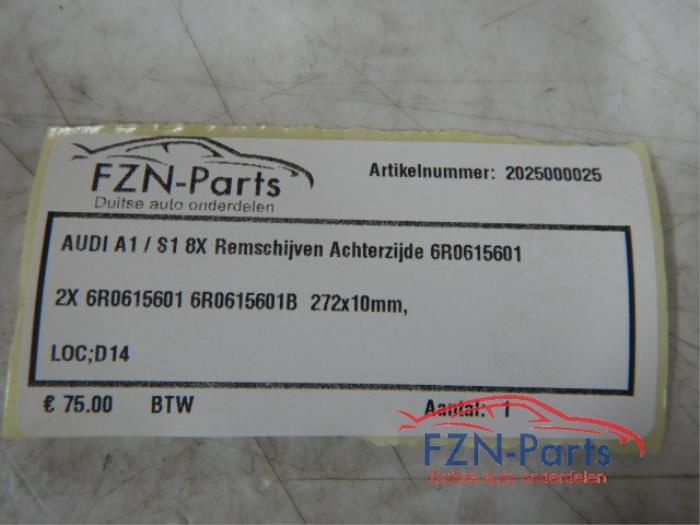 FZN-Parts
Duitse auto onderdelen
Artikelnummer: 2025000025
AUDI A1 / S1 8X Remschijven Achterzijde 6R0615601
2X 6R0615601 6R0615601B 272x10mm,
LOC;D14
€ 75.00 BTW Aantal: 1
FZN-Parts
Duitse auto onderdelen